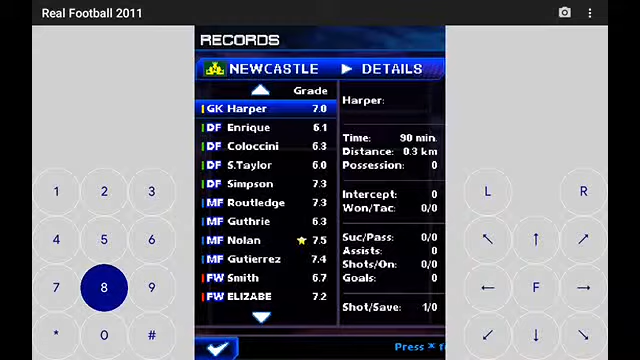 Real Football 2011
RECORDS
NEWCASTLE DETAILS
Grade
GK Harper 7.0
DF Enrique 6.1
DF Coloccini 6.3
DF S.Taylor 6.0
DF Simpson 7.3
MF Routledge 7.3
MF Guthrie 6.3
MF Nolan 7.5
MF Gutierrez 7.4
FW Smith 6.7
FW ELIZABE 7.2
Harper:
Time: 90 min.
Distance: 0.3 km
Possession: 0
Intercept: 0
Won/Tac: 0/0
Suc/Pass: 0/0
Assists: 0
Shots/On: 0/0
Goals: 0
Shot/Save: 1/0
Press * f
1 2 3
4 5 6
7 8 9
* 0 #
L R
↖ ↑ ↗
← F →
↙ ↓ ↘